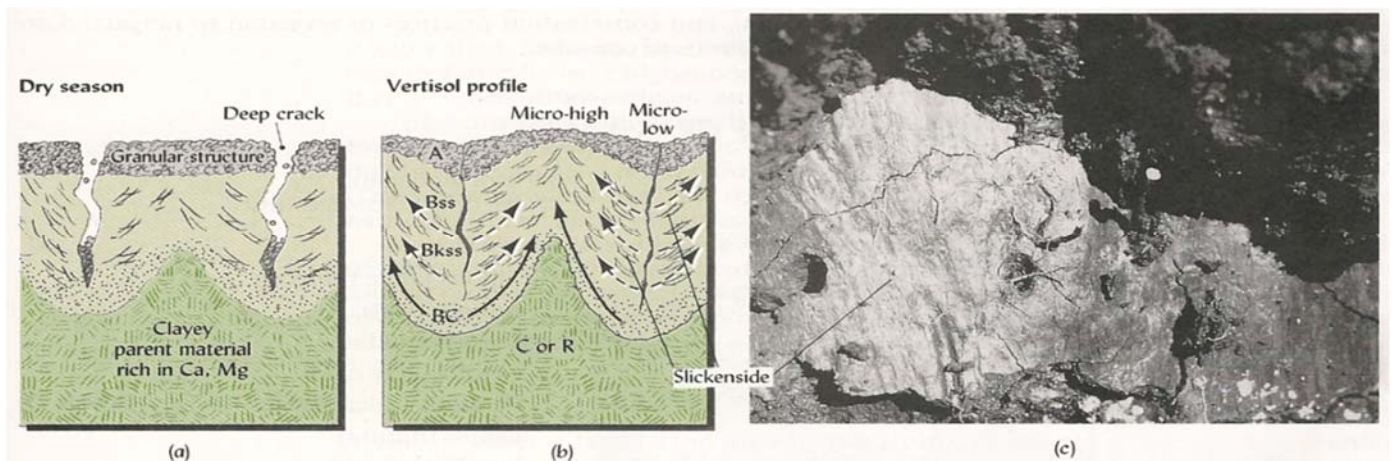 Dry season
Deep crack
Granular structure
Clayey
parent material
rich in Ca, Mg
(a)
Vertisol profile
Micro-high
Micro-
low
A
Bss
Bkss
BC
C or R
Slickenside
(b)
(c)